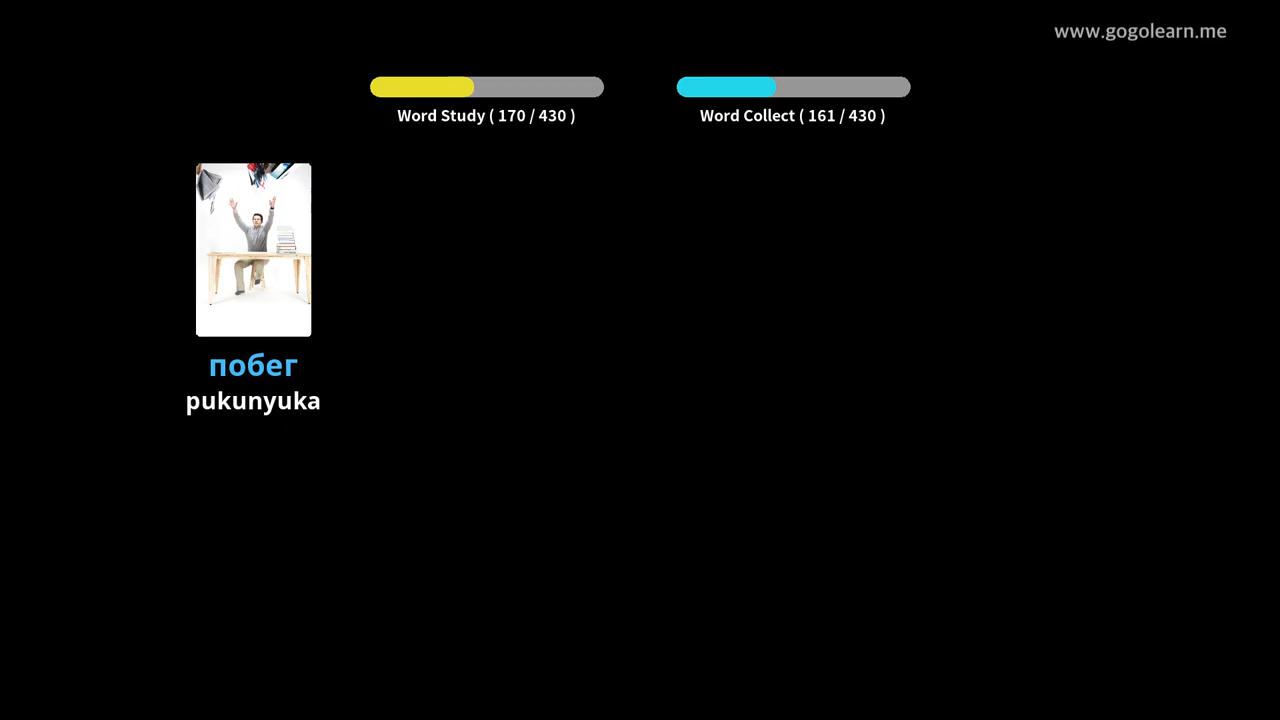 www.gogolearn.me
Word Study ( 170 / 430 )
Word Collect ( 161 / 430 )
побег
pukunyuka